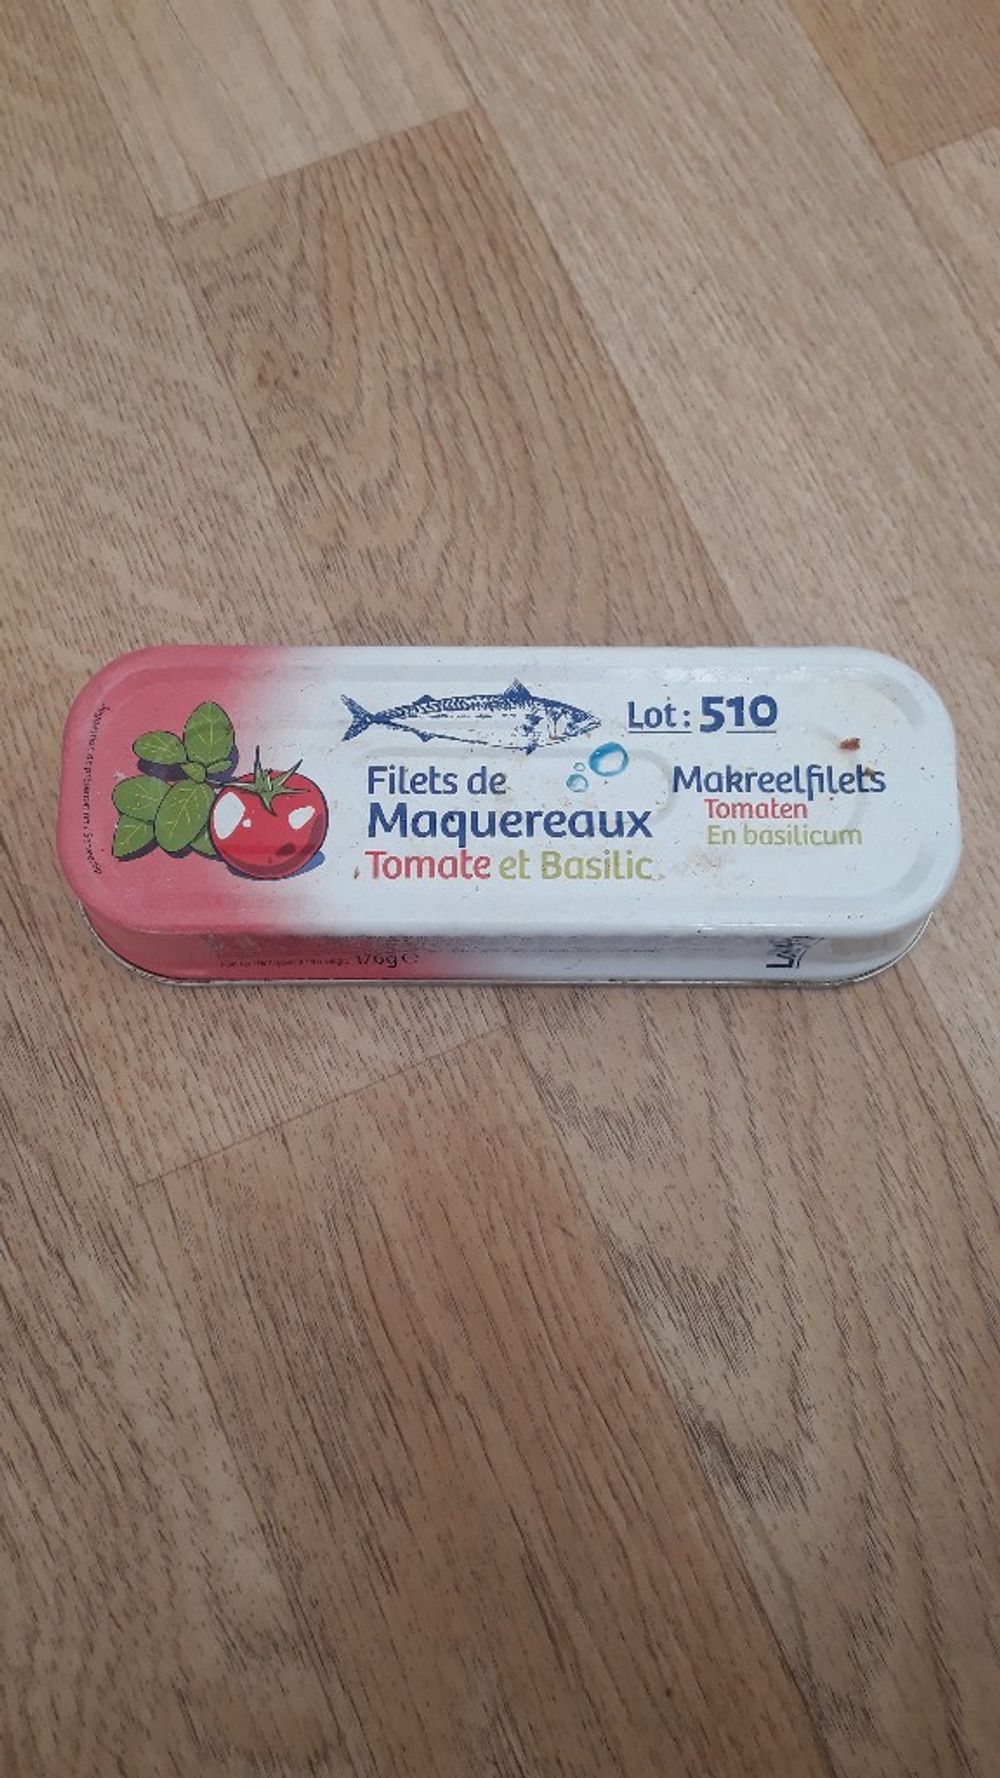 Lot: 510
Filets de
Maquereaux
Tomate et Basilic
Makreelfilets
Tomaten
En basilicum
176g e